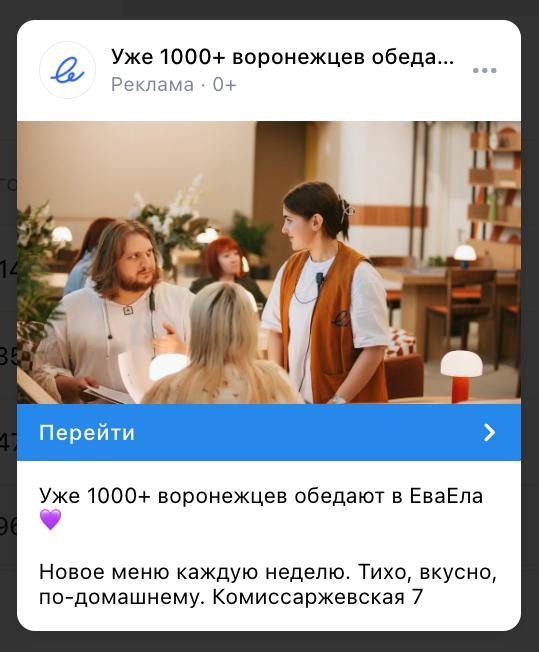 Уже 1000+ воронежцев обеда...
Реклама · 0+
Перейти
Уже 1000+ воронежцев обедают в ЕваЕла
💜
Новое меню каждую неделю. Тихо, вкусно,
по-домашнему. Комиссаржевская 7